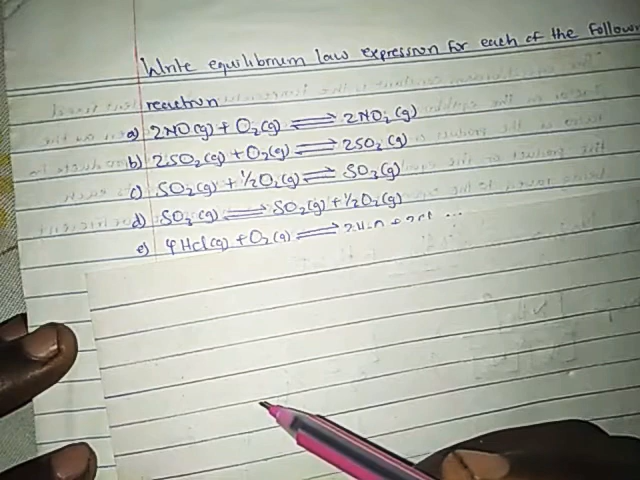 Write equilibrium law expression for each of the follow
reaction
a) 2NO(g) + O₂(g) ⇌ 2NO₂(g)
b) 2SO₂(g) + O₂(g) ⇌ 2SO₃(g)
c) SO₂(g) + ½O₂(g) ⇌ SO₃(g)
d) SO₃(g) ⇌ SO₂(g) + ½O₂(g)
e) 4HCl(g) + O₂(g) ⇌